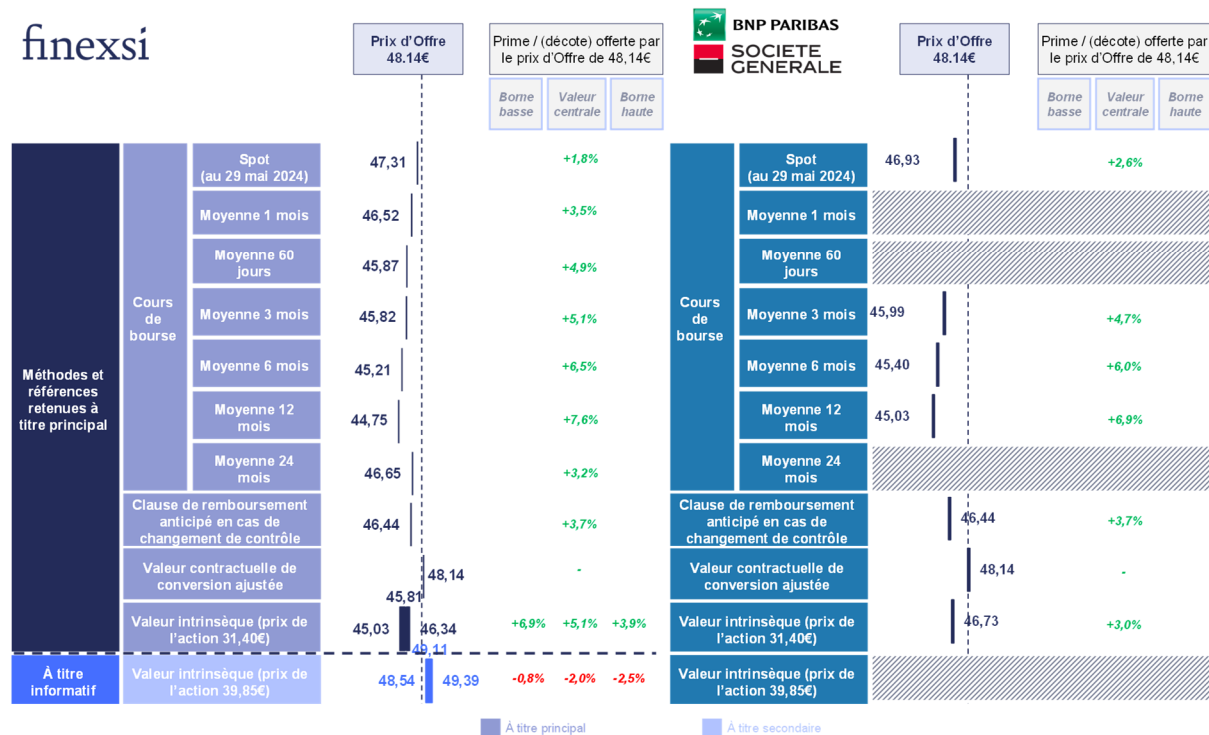 finexsi
Prix d'Offre
48.14€
Prime / (décote) offerte par
le prix d'Offre de 48,14€
Borne
basse
Valeur
centrale
Borne
haute
BNP PARIBAS
SOCIETE
GENERALE
Prix d'Offre
48.14€
Prime / (décote) offerte par
le prix d'Offre de 48,14€
Borne
basse
Valeur
centrale
Borne
haute
Méthodes et
références
retenues à
titre principal
Cours
de
bourse
Spot
(au 29 mai 2024)
47,31
+1,8%
Moyenne 1 mois
46,52
+3,5%
Moyenne 60
jours
45,87
+4,9%
Moyenne 3 mois
45,82
+5,1%
Moyenne 6 mois
45,21
+6,5%
Moyenne 12
mois
44,75
+7,6%
Moyenne 24
mois
46,65
+3,2%
Clause de remboursement
anticipé en cas de
changement de contrôle
46,44
+3,7%
Valeur contractuelle de
conversion ajustée
48,14
-
Valeur intrinsèque (prix de
l'action 31,40€)
45,03
45,81
46,34
+6,9%
+5,1%
+3,9%
À titre
informatif
Valeur intrinsèque (prix de
l'action 39,85€)
48,54
49,11
49,39
-0,8%
-2,0%
-2,5%
Cours
de
bourse
Spot
(au 29 mai 2024)
46,93
+2,6%
Moyenne 1 mois
Moyenne 60
jours
Moyenne 3 mois
45,99
+4,7%
Moyenne 6 mois
45,40
+6,0%
Moyenne 12
mois
45,03
+6,9%
Moyenne 24
mois
Clause de remboursement
anticipé en cas de
changement de contrôle
46,44
+3,7%
Valeur contractuelle de
conversion ajustée
48,14
-
Valeur intrinsèque (prix de
l'action 31,40€)
46,73
+3,0%
Valeur intrinsèque (prix de
l'action 39,85€)
À titre principal
À titre secondaire